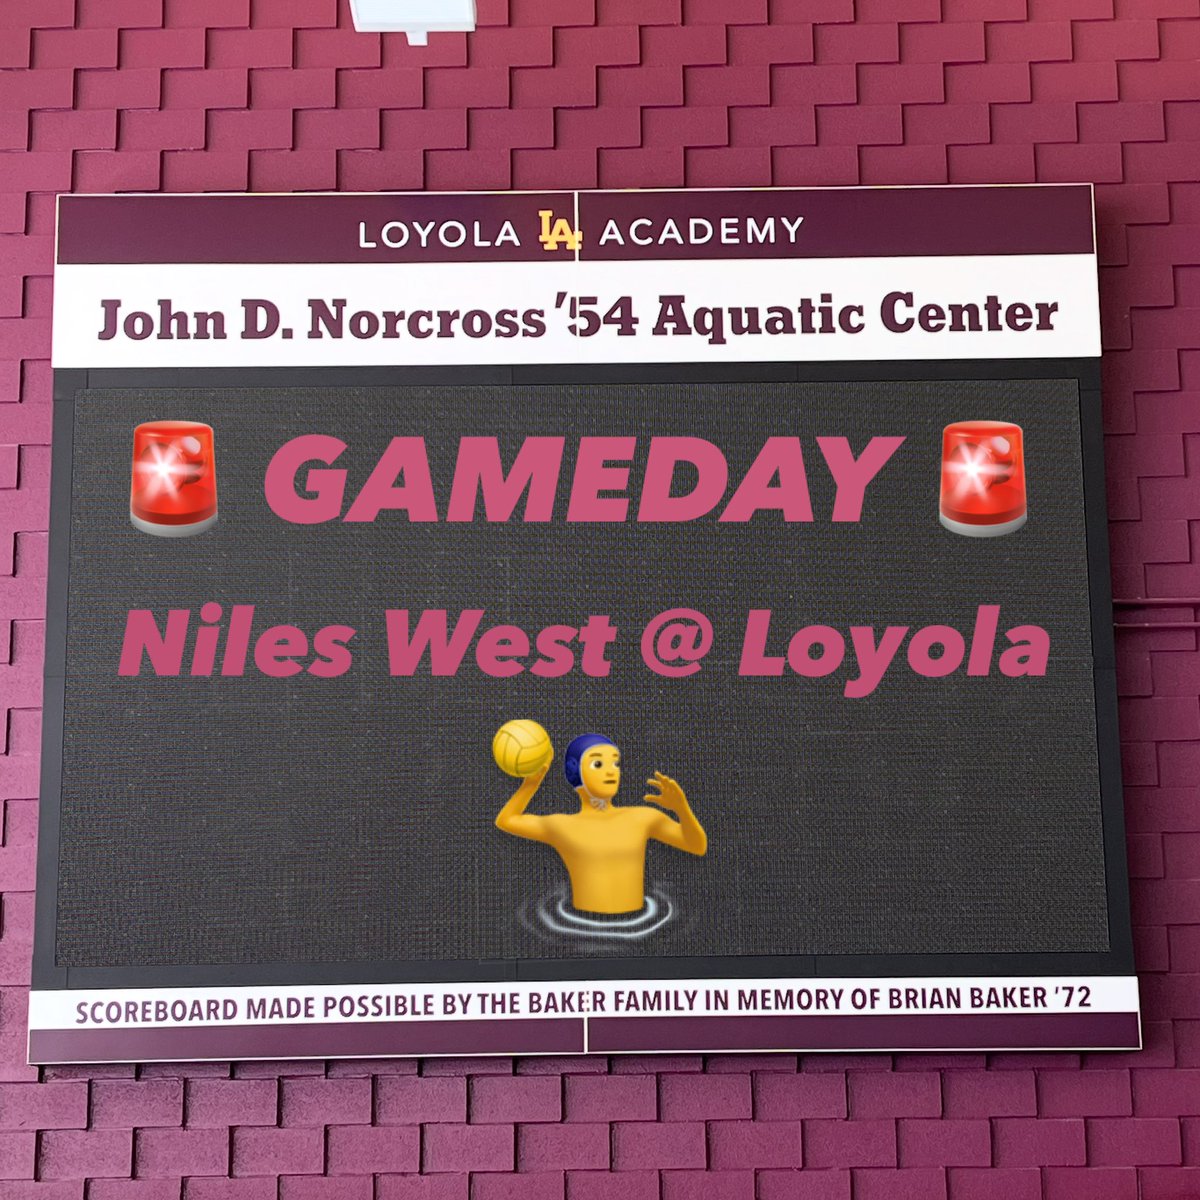 LOYOLA LA ACADEMY
John D. Norcross '54 Aquatic Center
GAMEDAY
Niles West @ Loyola
SCOREBOARD MADE POSSIBLE BY THE BAKER FAMILY IN MEMORY OF BRIAN BAKER '72